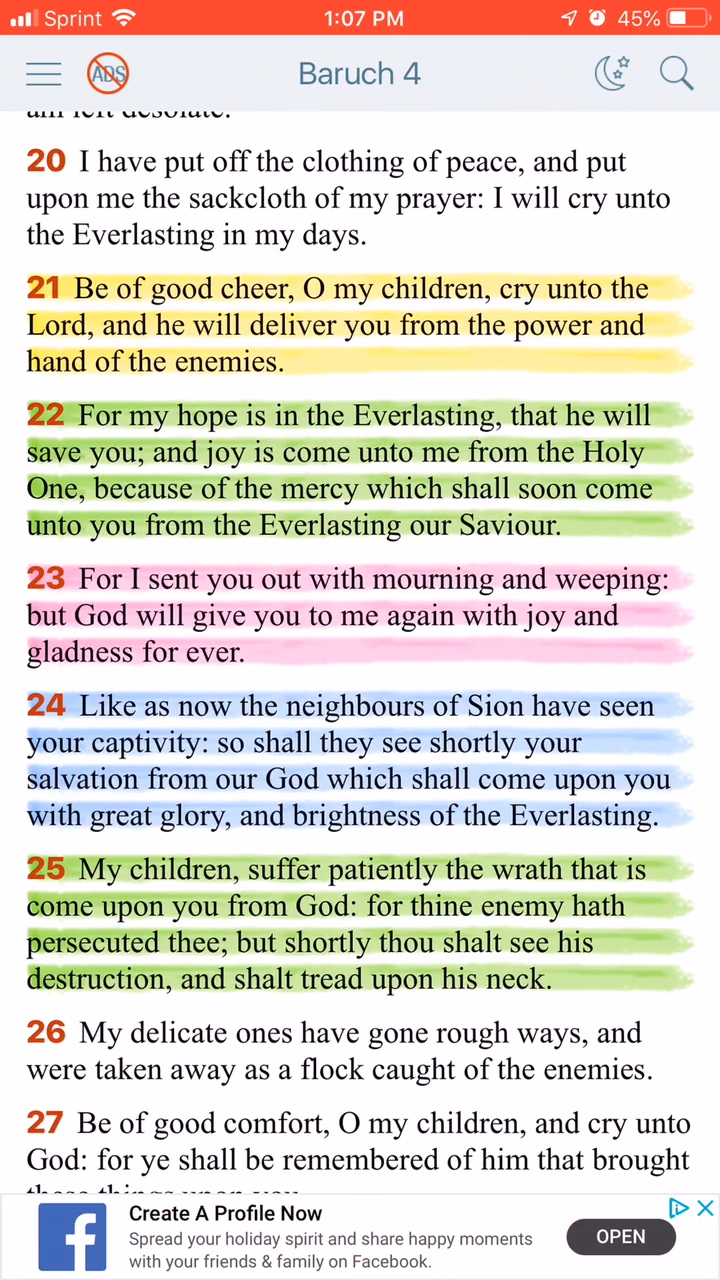 Sprint 1:07 PM 45%
ADS Baruch 4
am left desolate.
20 I have put off the clothing of peace, and put
upon me the sackcloth of my prayer: I will cry unto
the Everlasting in my days.
21 Be of good cheer, O my children, cry unto the
Lord, and he will deliver you from the power and
hand of the enemies.
22 For my hope is in the Everlasting, that he will
save you; and joy is come unto me from the Holy
One, because of the mercy which shall soon come
unto you from the Everlasting our Saviour.
23 For I sent you out with mourning and weeping:
but God will give you to me again with joy and
gladness for ever.
24 Like as now the neighbours of Sion have seen
your captivity: so shall they see shortly your
salvation from our God which shall come upon you
with great glory, and brightness of the Everlasting.
25 My children, suffer patiently the wrath that is
come upon you from God: for thine enemy hath
persecuted thee; but shortly thou shalt see his
destruction, and shalt tread upon his neck.
26 My delicate ones have gone rough ways, and
were taken away as a flock caught of the enemies.
27 Be of good comfort, O my children, and cry unto
God: for ye shall be remembered of him that brought
these things upon you.
Create A Profile Now
Spread your holiday spirit and share happy moments
with your friends & family on Facebook.
OPEN